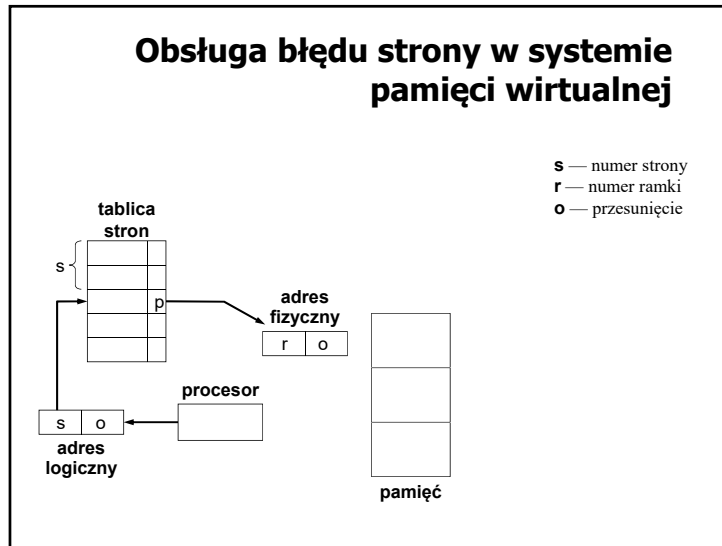 Obsługa błędu strony w systemie
pamięci wirtualnej
s — numer strony
r — numer ramki
o — przesunięcie
tablica
stron
s
p
adres
fizyczny
r o
procesor
s o
adres
logiczny
pamięć